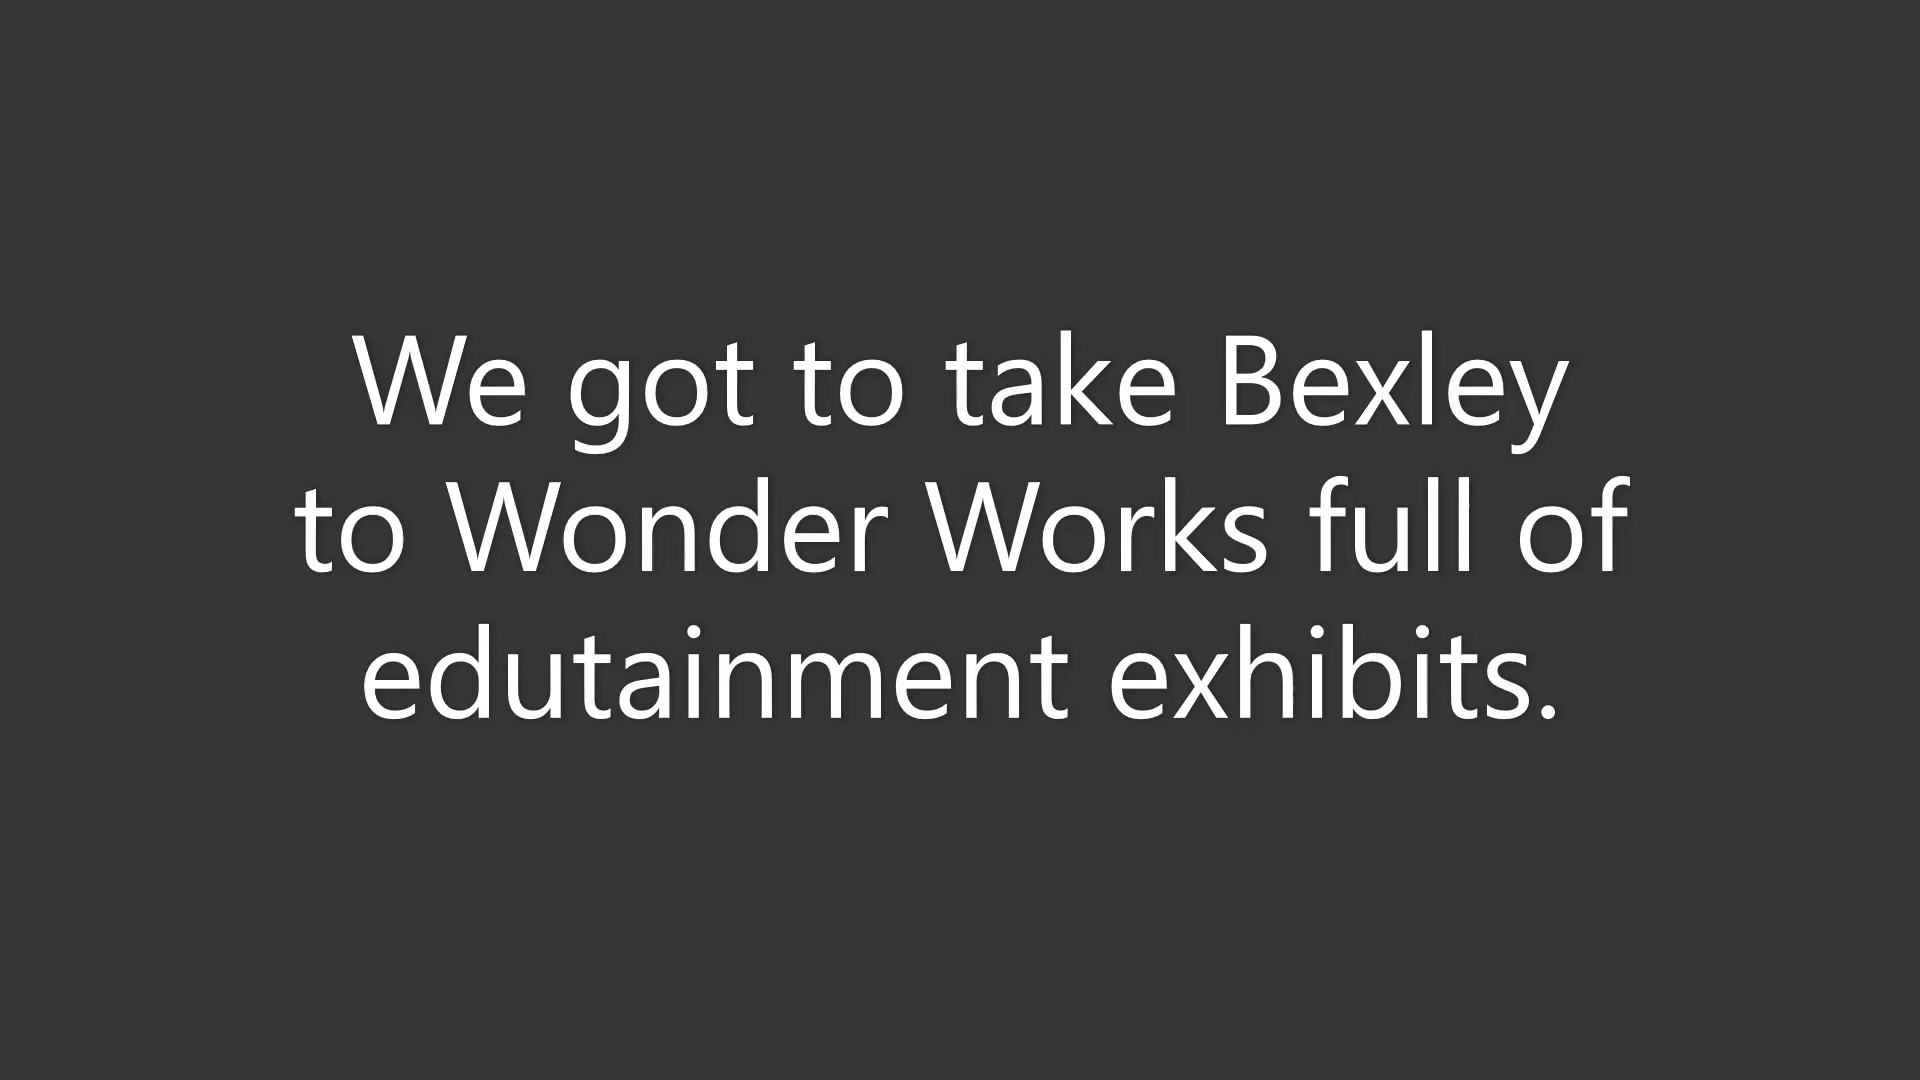 We got to take Bexley
to Wonder Works full of
edutainment exhibits.